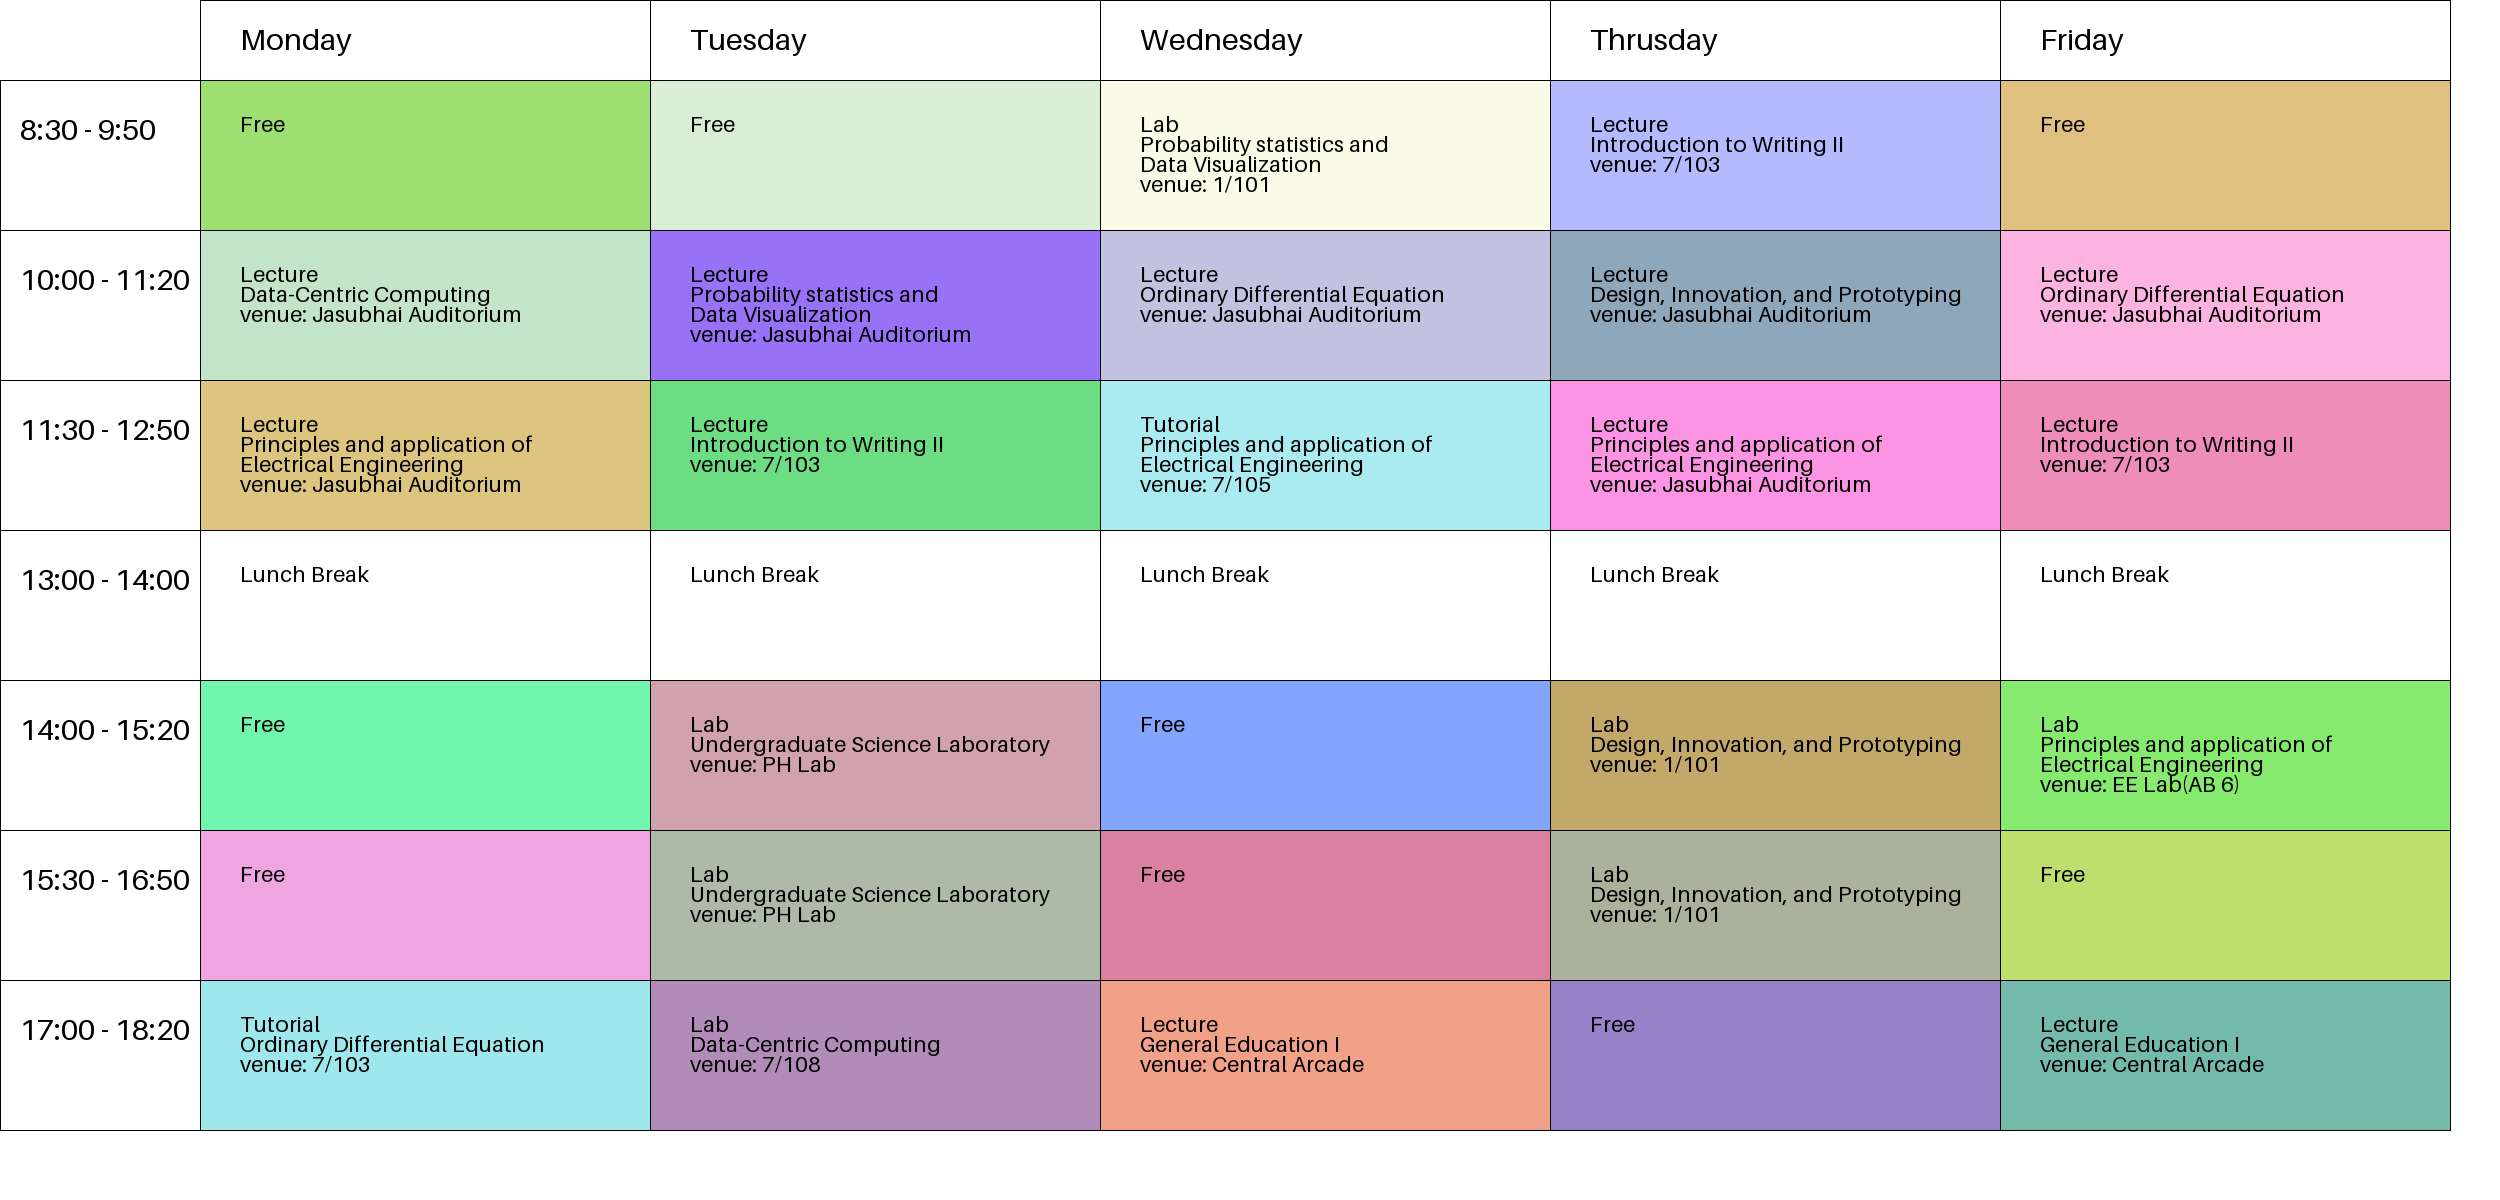 Monday
Tuesday
Wednesday
Thrusday
Friday
8:30 - 9:50
Free
Free
Lab
Probability statistics and
Data Visualization
venue: 1/101
Lecture
Introduction to Writing II
venue: 7/103
Free
10:00 - 11:20
Lecture
Data-Centric Computing
venue: Jasubhai Auditorium
Lecture
Probability statistics and
Data Visualization
venue: Jasubhai Auditorium
Lecture
Ordinary Differential Equation
venue: Jasubhai Auditorium
Lecture
Design, Innovation, and Prototyping
venue: Jasubhai Auditorium
Lecture
Ordinary Differential Equation
venue: Jasubhai Auditorium
11:30 - 12:50
Lecture
Principles and application of
Electrical Engineering
venue: Jasubhai Auditorium
Lecture
Introduction to Writing II
venue: 7/103
Tutorial
Principles and application of
Electrical Engineering
venue: 7/105
Lecture
Principles and application of
Electrical Engineering
venue: Jasubhai Auditorium
Lecture
Introduction to Writing II
venue: 7/103
13:00 - 14:00
Lunch Break
Lunch Break
Lunch Break
Lunch Break
Lunch Break
14:00 - 15:20
Free
Lab
Undergraduate Science Laboratory
venue: PH Lab
Free
Lab
Design, Innovation, and Prototyping
venue: 1/101
Lab
Principles and application of
Electrical Engineering
venue: EE Lab(AB 6)
15:30 - 16:50
Free
Lab
Undergraduate Science Laboratory
venue: PH Lab
Free
Lab
Design, Innovation, and Prototyping
venue: 1/101
Free
17:00 - 18:20
Tutorial
Ordinary Differential Equation
venue: 7/103
Lab
Data-Centric Computing
venue: 7/108
Lecture
General Education I
venue: Central Arcade
Free
Lecture
General Education I
venue: Central Arcade